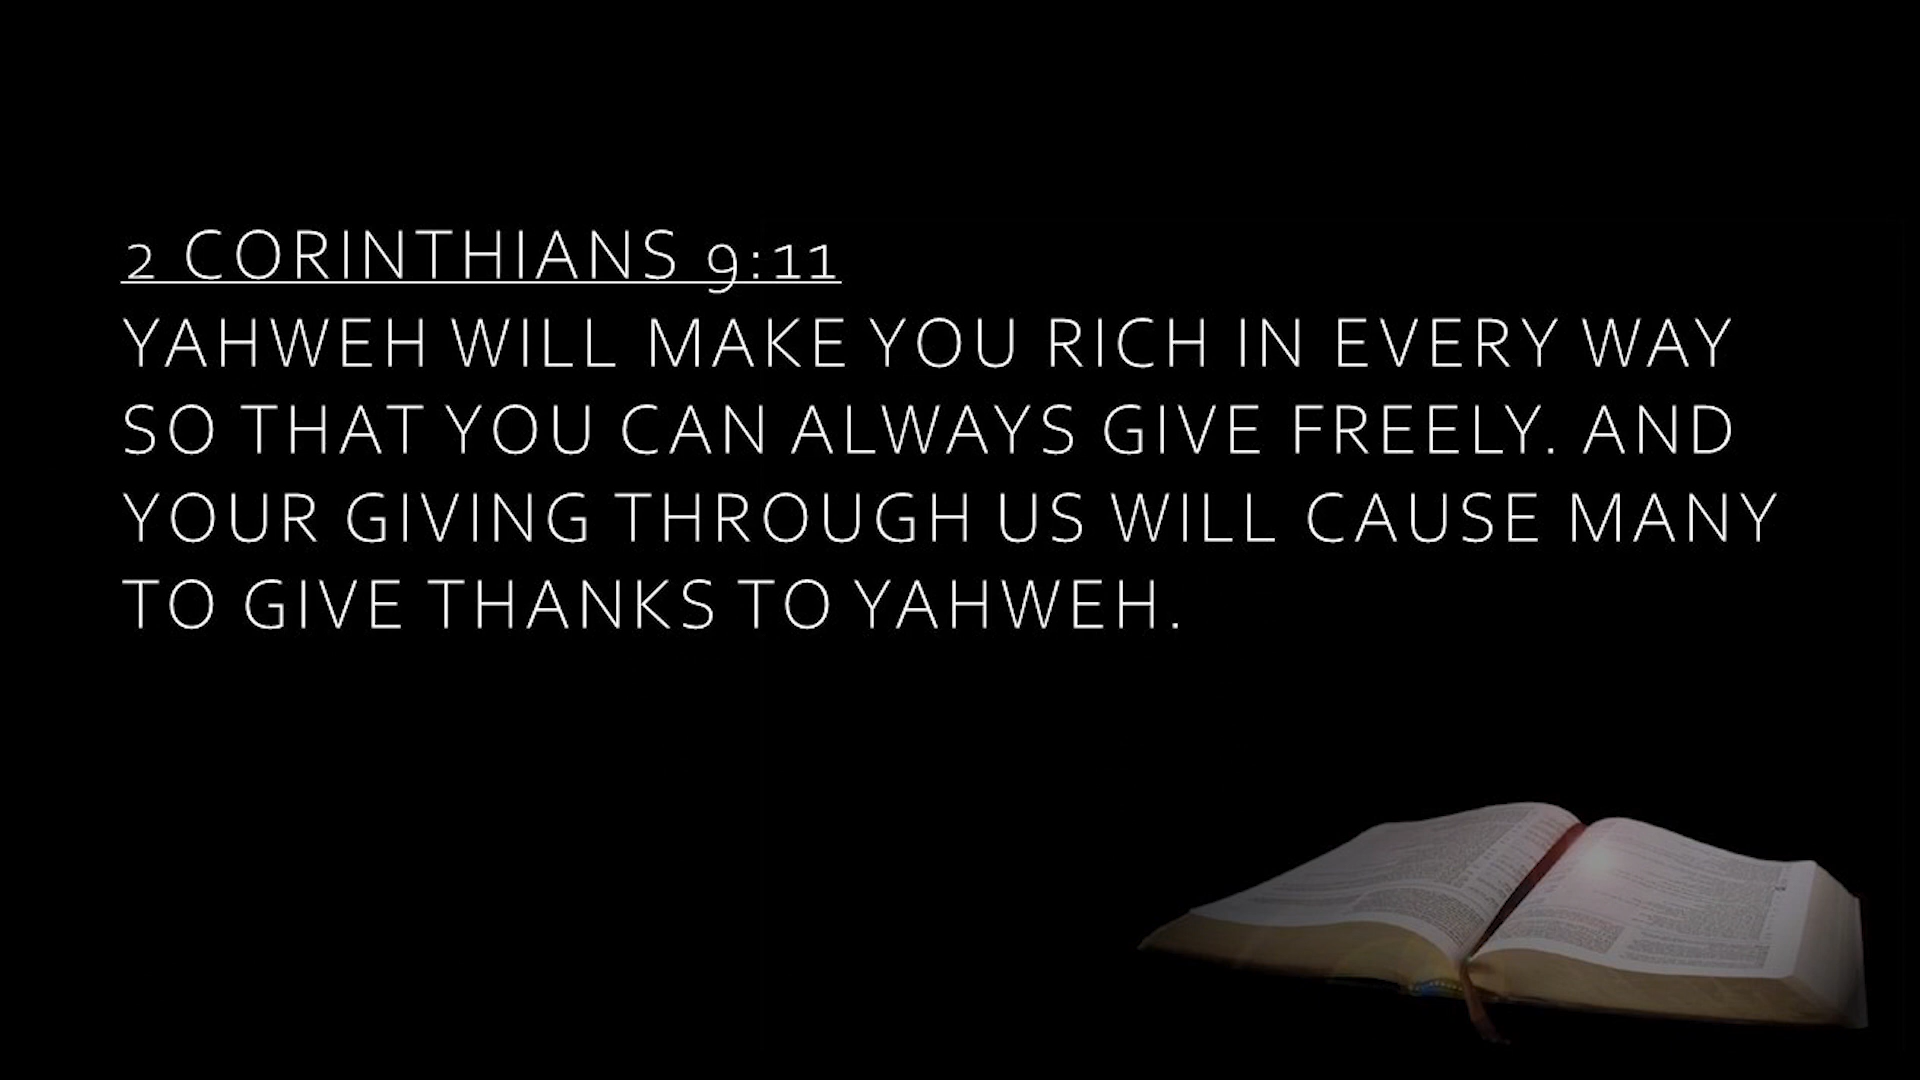 2 CORINTHIANS 9:11
YAHWEH WILL MAKE YOU RICH IN EVERY WAY
SO THAT YOU CAN ALWAYS GIVE FREELY. AND
YOUR GIVING THROUGH US WILL CAUSE MANY
TO GIVE THANKS TO YAHWEH.